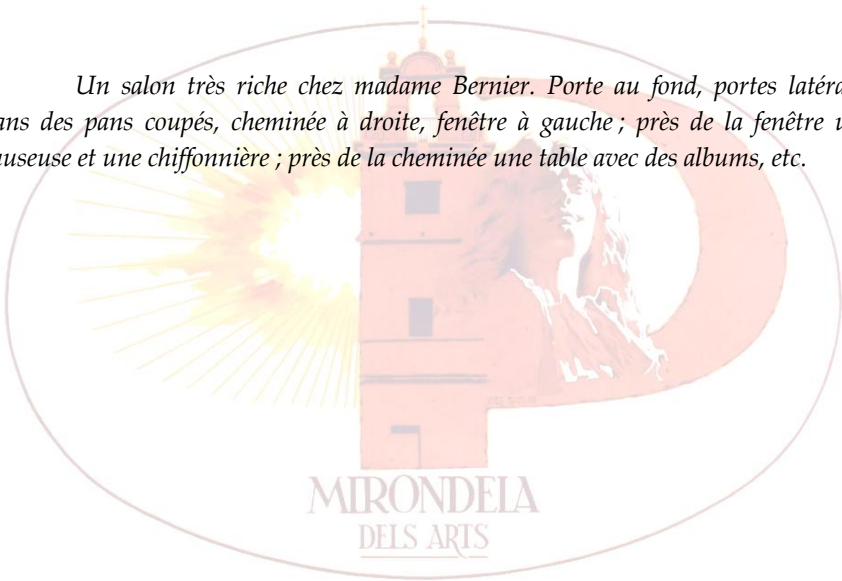 Un salon très riche chez madame Bernier. Porte au fond, portes latéra
ans des pans coupés, cheminée à droite, fenêtre à gauche ; près de la fenêtre u
auseuse et une chiffonnière ; près de la cheminée une table avec des albums, etc.
MIRONDELA
DELS ARTS